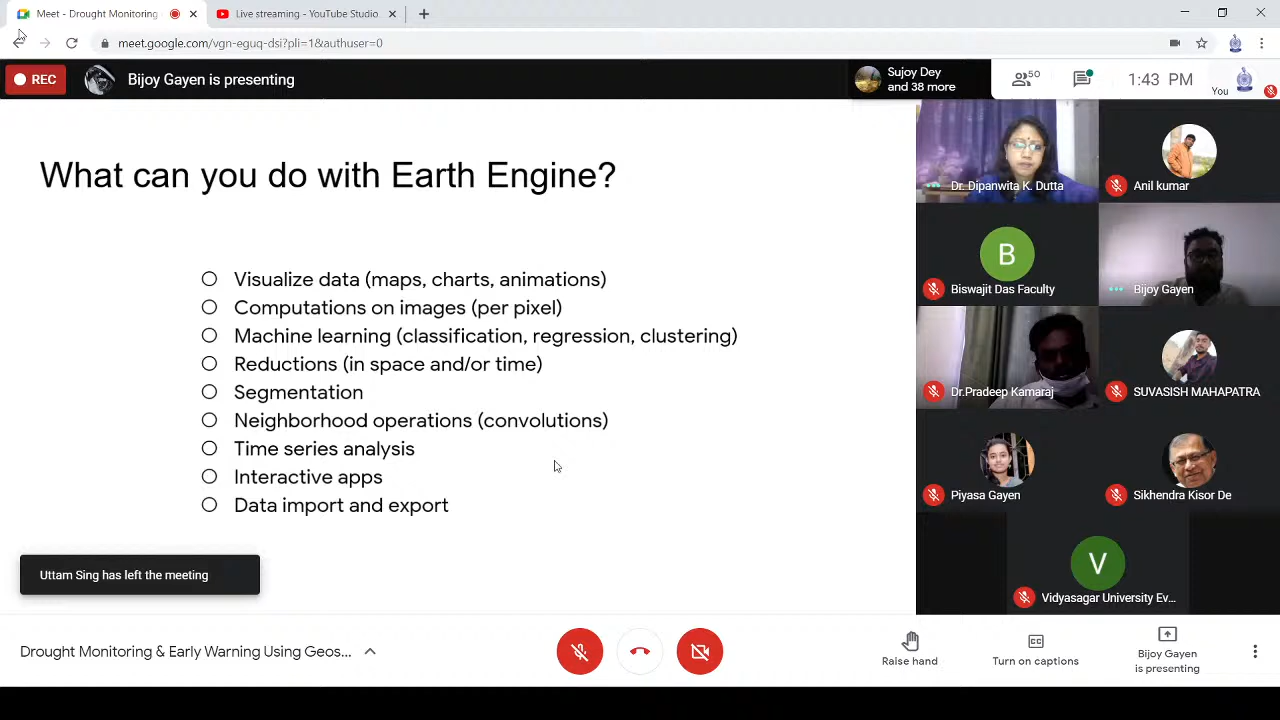 Meet - Drought Monitoring
Live streaming - YouTube Studio
meet.google.com/vgn-eguq-dsi?pli=1&authuser=0
REC
Bijoy Gayen is presenting
Sujoy Dey
and 38 more
50
1:43 PM
You
What can you do with Earth Engine?
Visualize data (maps, charts, animations)
Computations on images (per pixel)
Machine learning (classification, regression, clustering)
Reductions (in space and/or time)
Segmentation
Neighborhood operations (convolutions)
Time series analysis
Interactive apps
Data import and export
Uttam Sing has left the meeting
Dr. Dipanwita K. Dutta
Anil kumar
B
Biswajit Das Faculty
Bijoy Gayen
Dr.Pradeep Kamaraj
SUVASISH MAHAPATRA
Piyasa Gayen
Sikhendra Kisor De
V
Vidyasagar University Ev...
Drought Monitoring & Early Warning Using Geos...
Raise hand
Turn on captions
Bijoy Gayen
is presenting